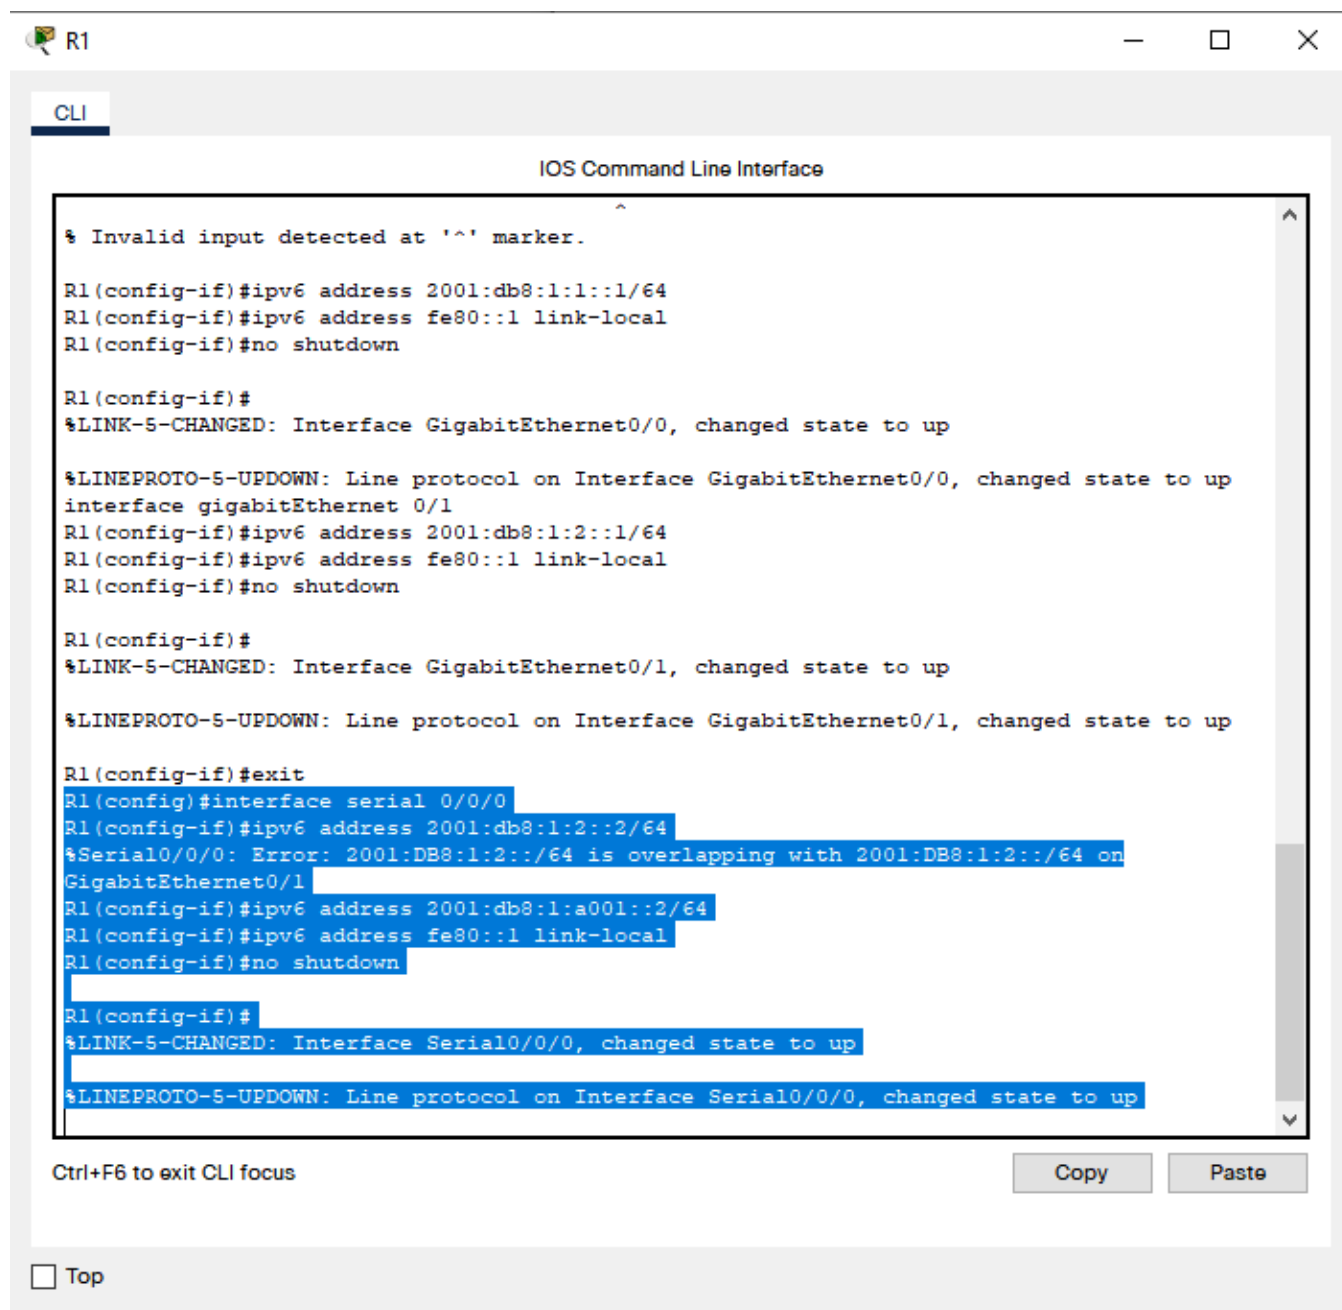 R1
CLI
IOS Command Line Interface
^
% Invalid input detected at '^' marker.
R1(config-if)#ipv6 address 2001:db8:1:1::1/64
R1(config-if)#ipv6 address fe80::1 link-local
R1(config-if)#no shutdown
R1(config-if)#
%LINK-5-CHANGED: Interface GigabitEthernet0/0, changed state to up
%LINEPROTO-5-UPDOWN: Line protocol on Interface GigabitEthernet0/0, changed state to up
interface gigabitEthernet 0/1
R1(config-if)#ipv6 address 2001:db8:1:2::1/64
R1(config-if)#ipv6 address fe80::1 link-local
R1(config-if)#no shutdown
R1(config-if)#
%LINK-5-CHANGED: Interface GigabitEthernet0/1, changed state to up
%LINEPROTO-5-UPDOWN: Line protocol on Interface GigabitEthernet0/1, changed state to up
R1(config-if)#exit
R1(config)#interface serial 0/0/0
R1(config-if)#ipv6 address 2001:db8:1:2::2/64
%Serial0/0/0: Error: 2001:DB8:1:2::/64 is overlapping with 2001:DB8:1:2::/64 on
GigabitEthernet0/1
R1(config-if)#ipv6 address 2001:db8:1:a001::2/64
R1(config-if)#ipv6 address fe80::1 link-local
R1(config-if)#no shutdown
R1(config-if)#
%LINK-5-CHANGED: Interface Serial0/0/0, changed state to up
%LINEPROTO-5-UPDOWN: Line protocol on Interface Serial0/0/0, changed state to up
Ctrl+F6 to exit CLI focus
Copy
Paste
Top